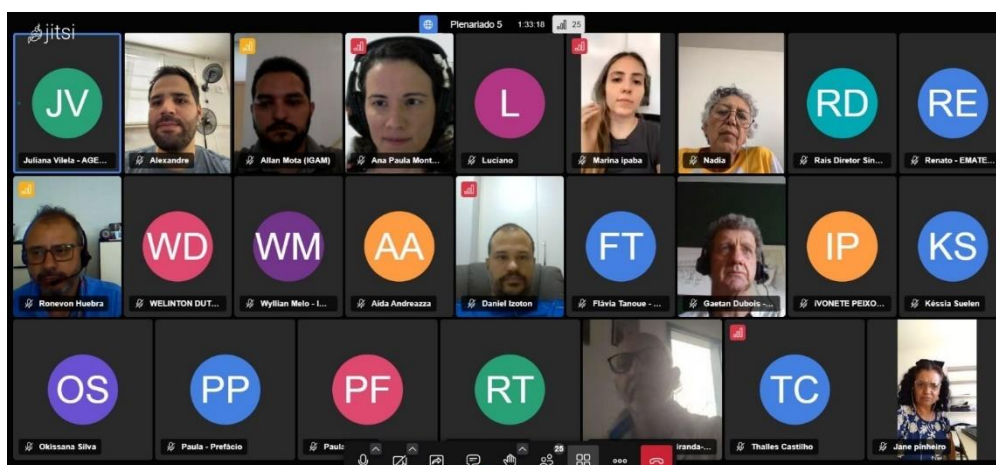 jitsi
Plenariado 5 1:33:18 25
JV
Juliana Vilela - AGE...
Alexandre
Allan Mota (IGAM)
Ana Paula Mont...
L
Luciano
Marina ipaba
Nadia
RD
Rais Diretor Sin...
RE
Renato - EMATE...
Ronevon Huebra
WD
WELINTON DUT...
WM
Wyllian Melo - I...
AA
Aída Andreazza
Daniel Izoton
FT
Flávia Tanoue - ...
Gaetan Dubois -...
IP
IVONETE PEIXO...
KS
Késsia Suelen
OS
Okissana Silva
PP
Paula - Prefácio
PF
Paula
RT
iranda-...
TC
Thalles Castilho
Jane pinheiro
25